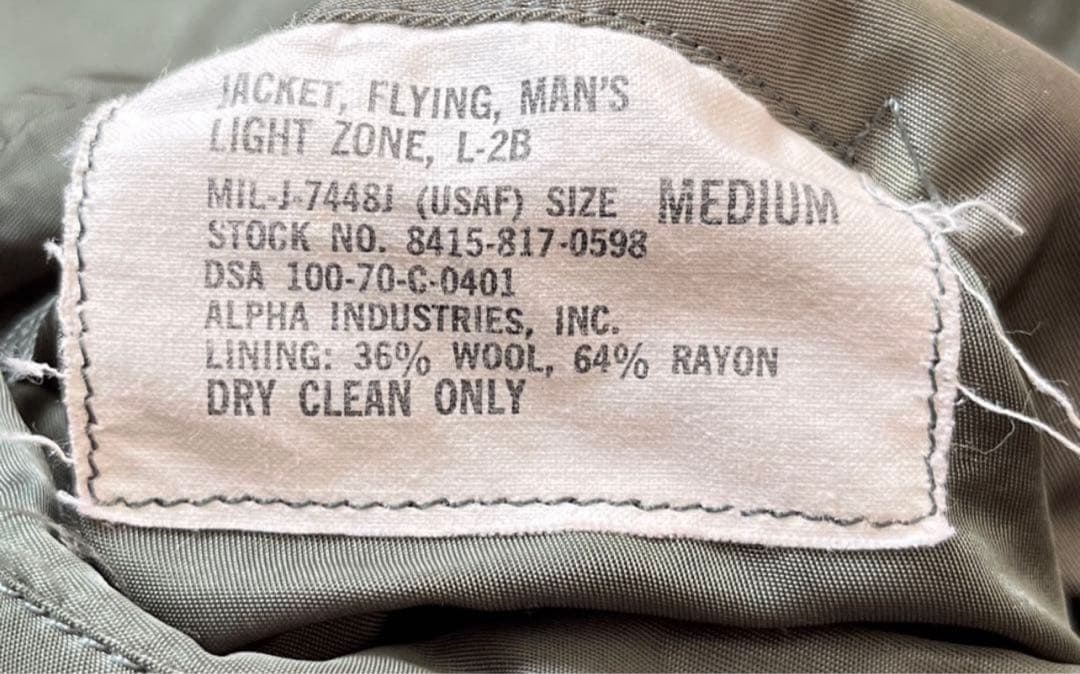 JACKET, FLYING, MAN'S
LIGHT ZONE, L-2B
MIL-J-7448J (USAF) SIZE MEDIUM
STOCK NO. 8415-817-0598
DSA 100-70-C-0401
ALPHA INDUSTRIES, INC.
LINING: 36% WOOL, 64% RAYON
DRY CLEAN ONLY